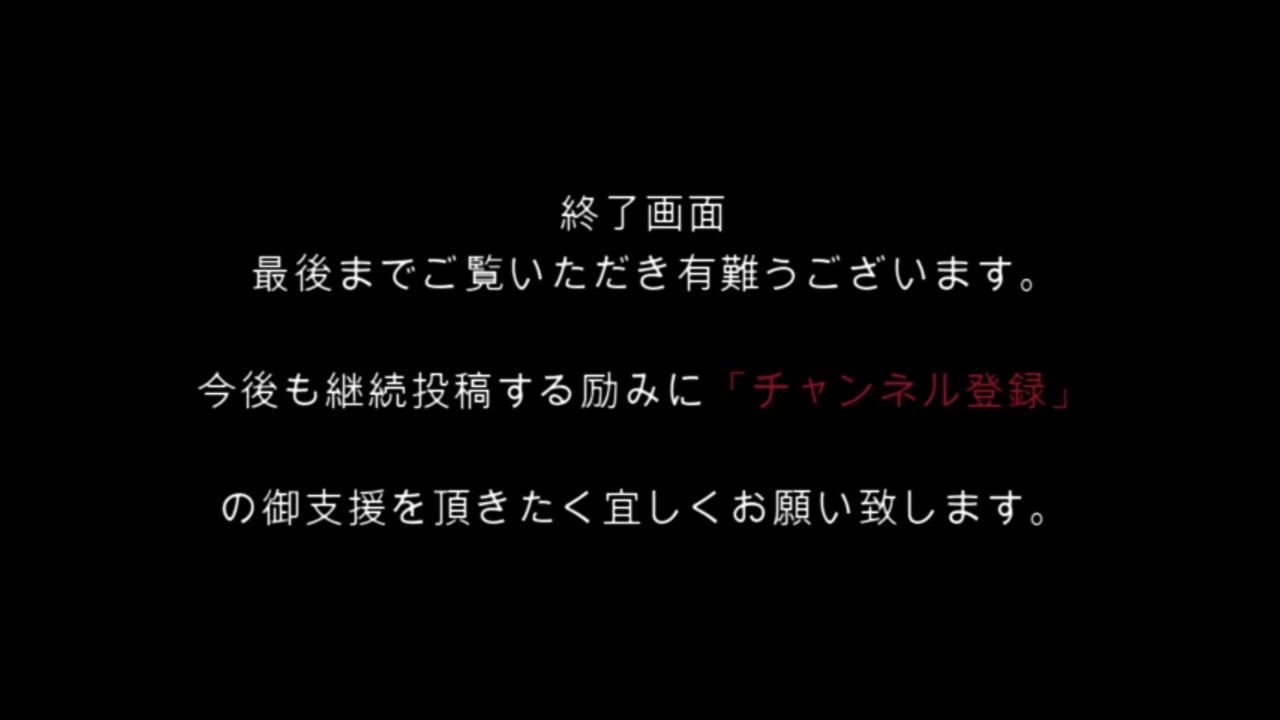 終了画面
最後までご覧いただき有難うございます。
今後も継続投稿する励みに「チャンネル登録」
の御支援を頂きたく宜しくお願い致します。